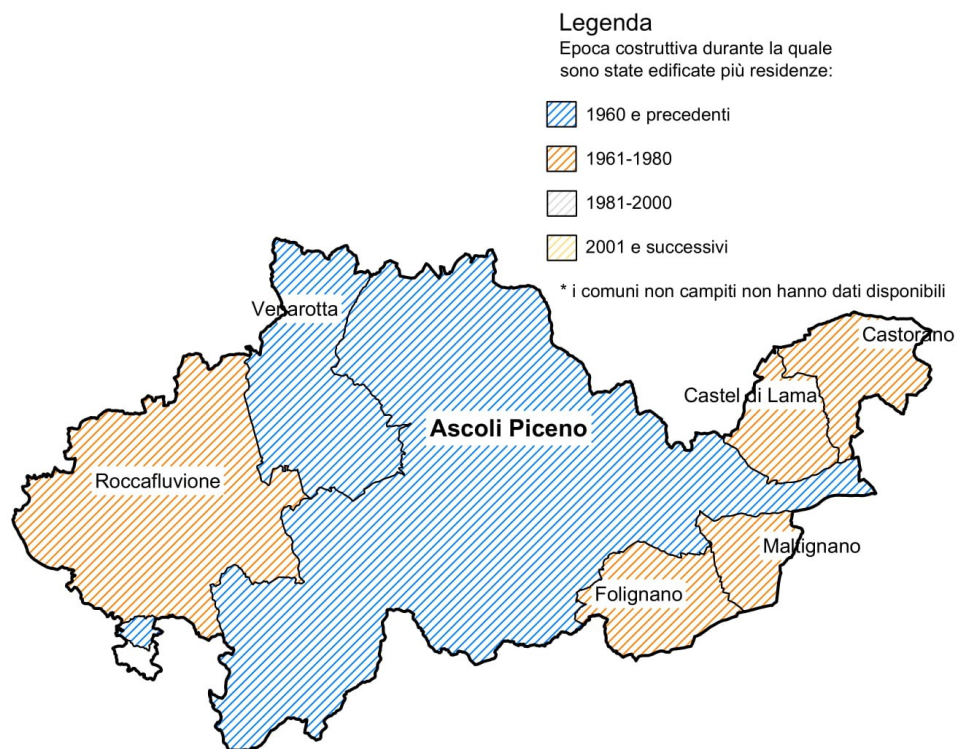 Legenda
Epoca costruttiva durante la quale
sono state edificate più residenze:
1960 e precedenti
1961-1980
1981-2000
2001 e successivi
* i comuni non campiti non hanno dati disponibili
Venarotta
Castorano
Castel di Lama
Ascoli Piceno
Roccafluvione
Maltignano
Folignano